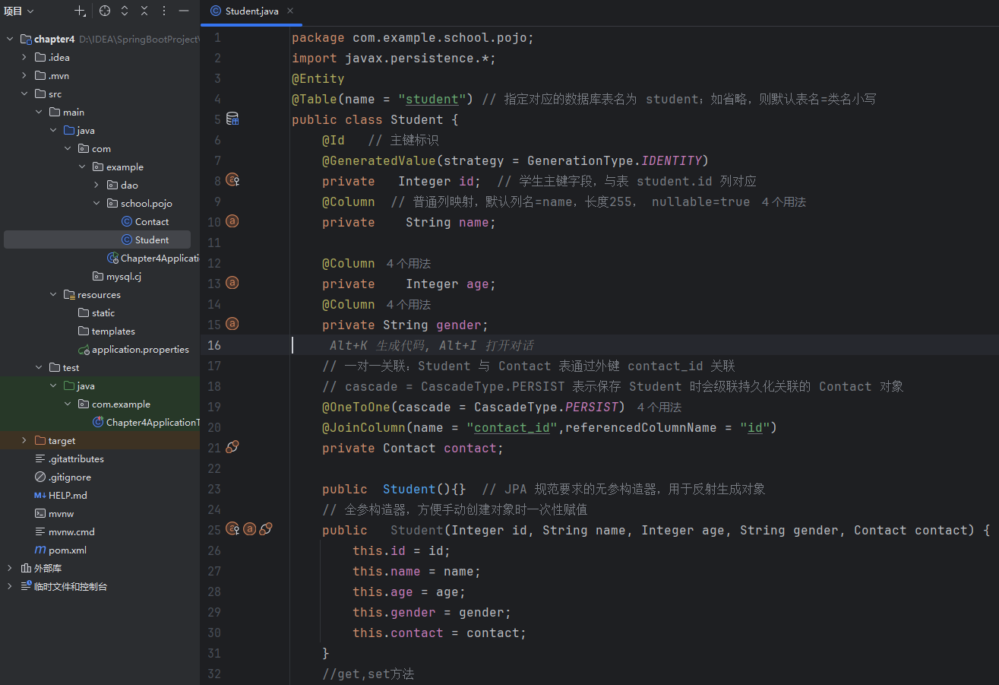 项目
chapter4 D:\IDEA\SpringBootProject\
.idea
.mvn
src
main
java
com
example
dao
school.pojo
Contact
Student
Chapter4Applicati
mysql.cj
resources
static
templates
application.properties
test
java
com.example
Chapter4ApplicationT
target
.gitattributes
.gitignore
HELP.md
mvnw
mvnw.cmd
pom.xml
外部库
临时文件和控制台
Student.java
1 package com.example.school.pojo;
2 import javax.persistence.*;
3 @Entity
4 @Table(name = "student") // 指定对应的数据库表名为 student；如省略，则默认表名=类名小写
5 public class Student {
6 @Id // 主键标识
7 @GeneratedValue(strategy = GenerationType.IDENTITY)
8 private Integer id; // 学生主键字段，与表 student.id 列对应
9 @Column // 普通列映射，默认列名=name，长度255， nullable=true 4 个用法
10 private String name;
11
12 @Column 4 个用法
13 private Integer age;
14 @Column 4 个用法
15 private String gender;
16 Alt+K 生成代码, Alt+I 打开对话
17 // 一对一关联：Student 与 Contact 表通过外键 contact_id 关联
18 // cascade = CascadeType.PERSIST 表示保存 Student 时会级联持久化关联的 Contact 对象
19 @OneToOne(cascade = CascadeType.PERSIST) 4 个用法
20 @JoinColumn(name = "contact_id",referencedColumnName = "id")
21 private Contact contact;
22
23 public Student(){} // JPA 规范要求的无参构造器，用于反射生成对象
24 // 全参构造器，方便手动创建对象时一次性赋值
25 public Student(Integer id, String name, Integer age, String gender, Contact contact) {
26 this.id = id;
27 this.name = name;
28 this.age = age;
29 this.gender = gender;
30 this.contact = contact;
31 }
32 //get,set方法